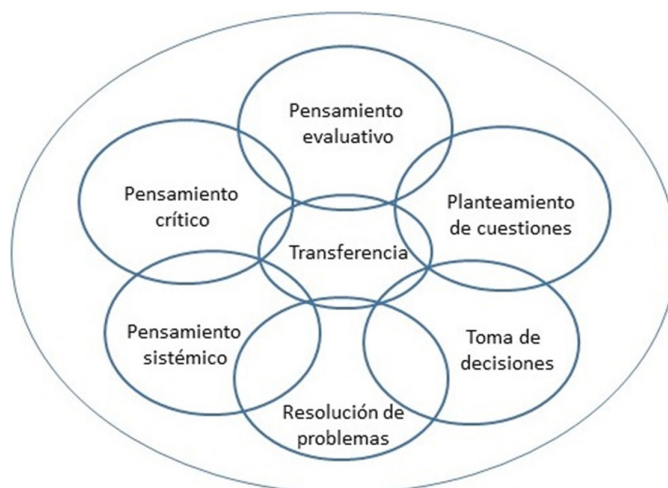 Pensamiento
evaluativo
Pensamiento
crítico
Planteamiento
de cuestiones
Transferencia
Pensamiento
sistémico
Toma de
decisiones
Resolución de
problemas